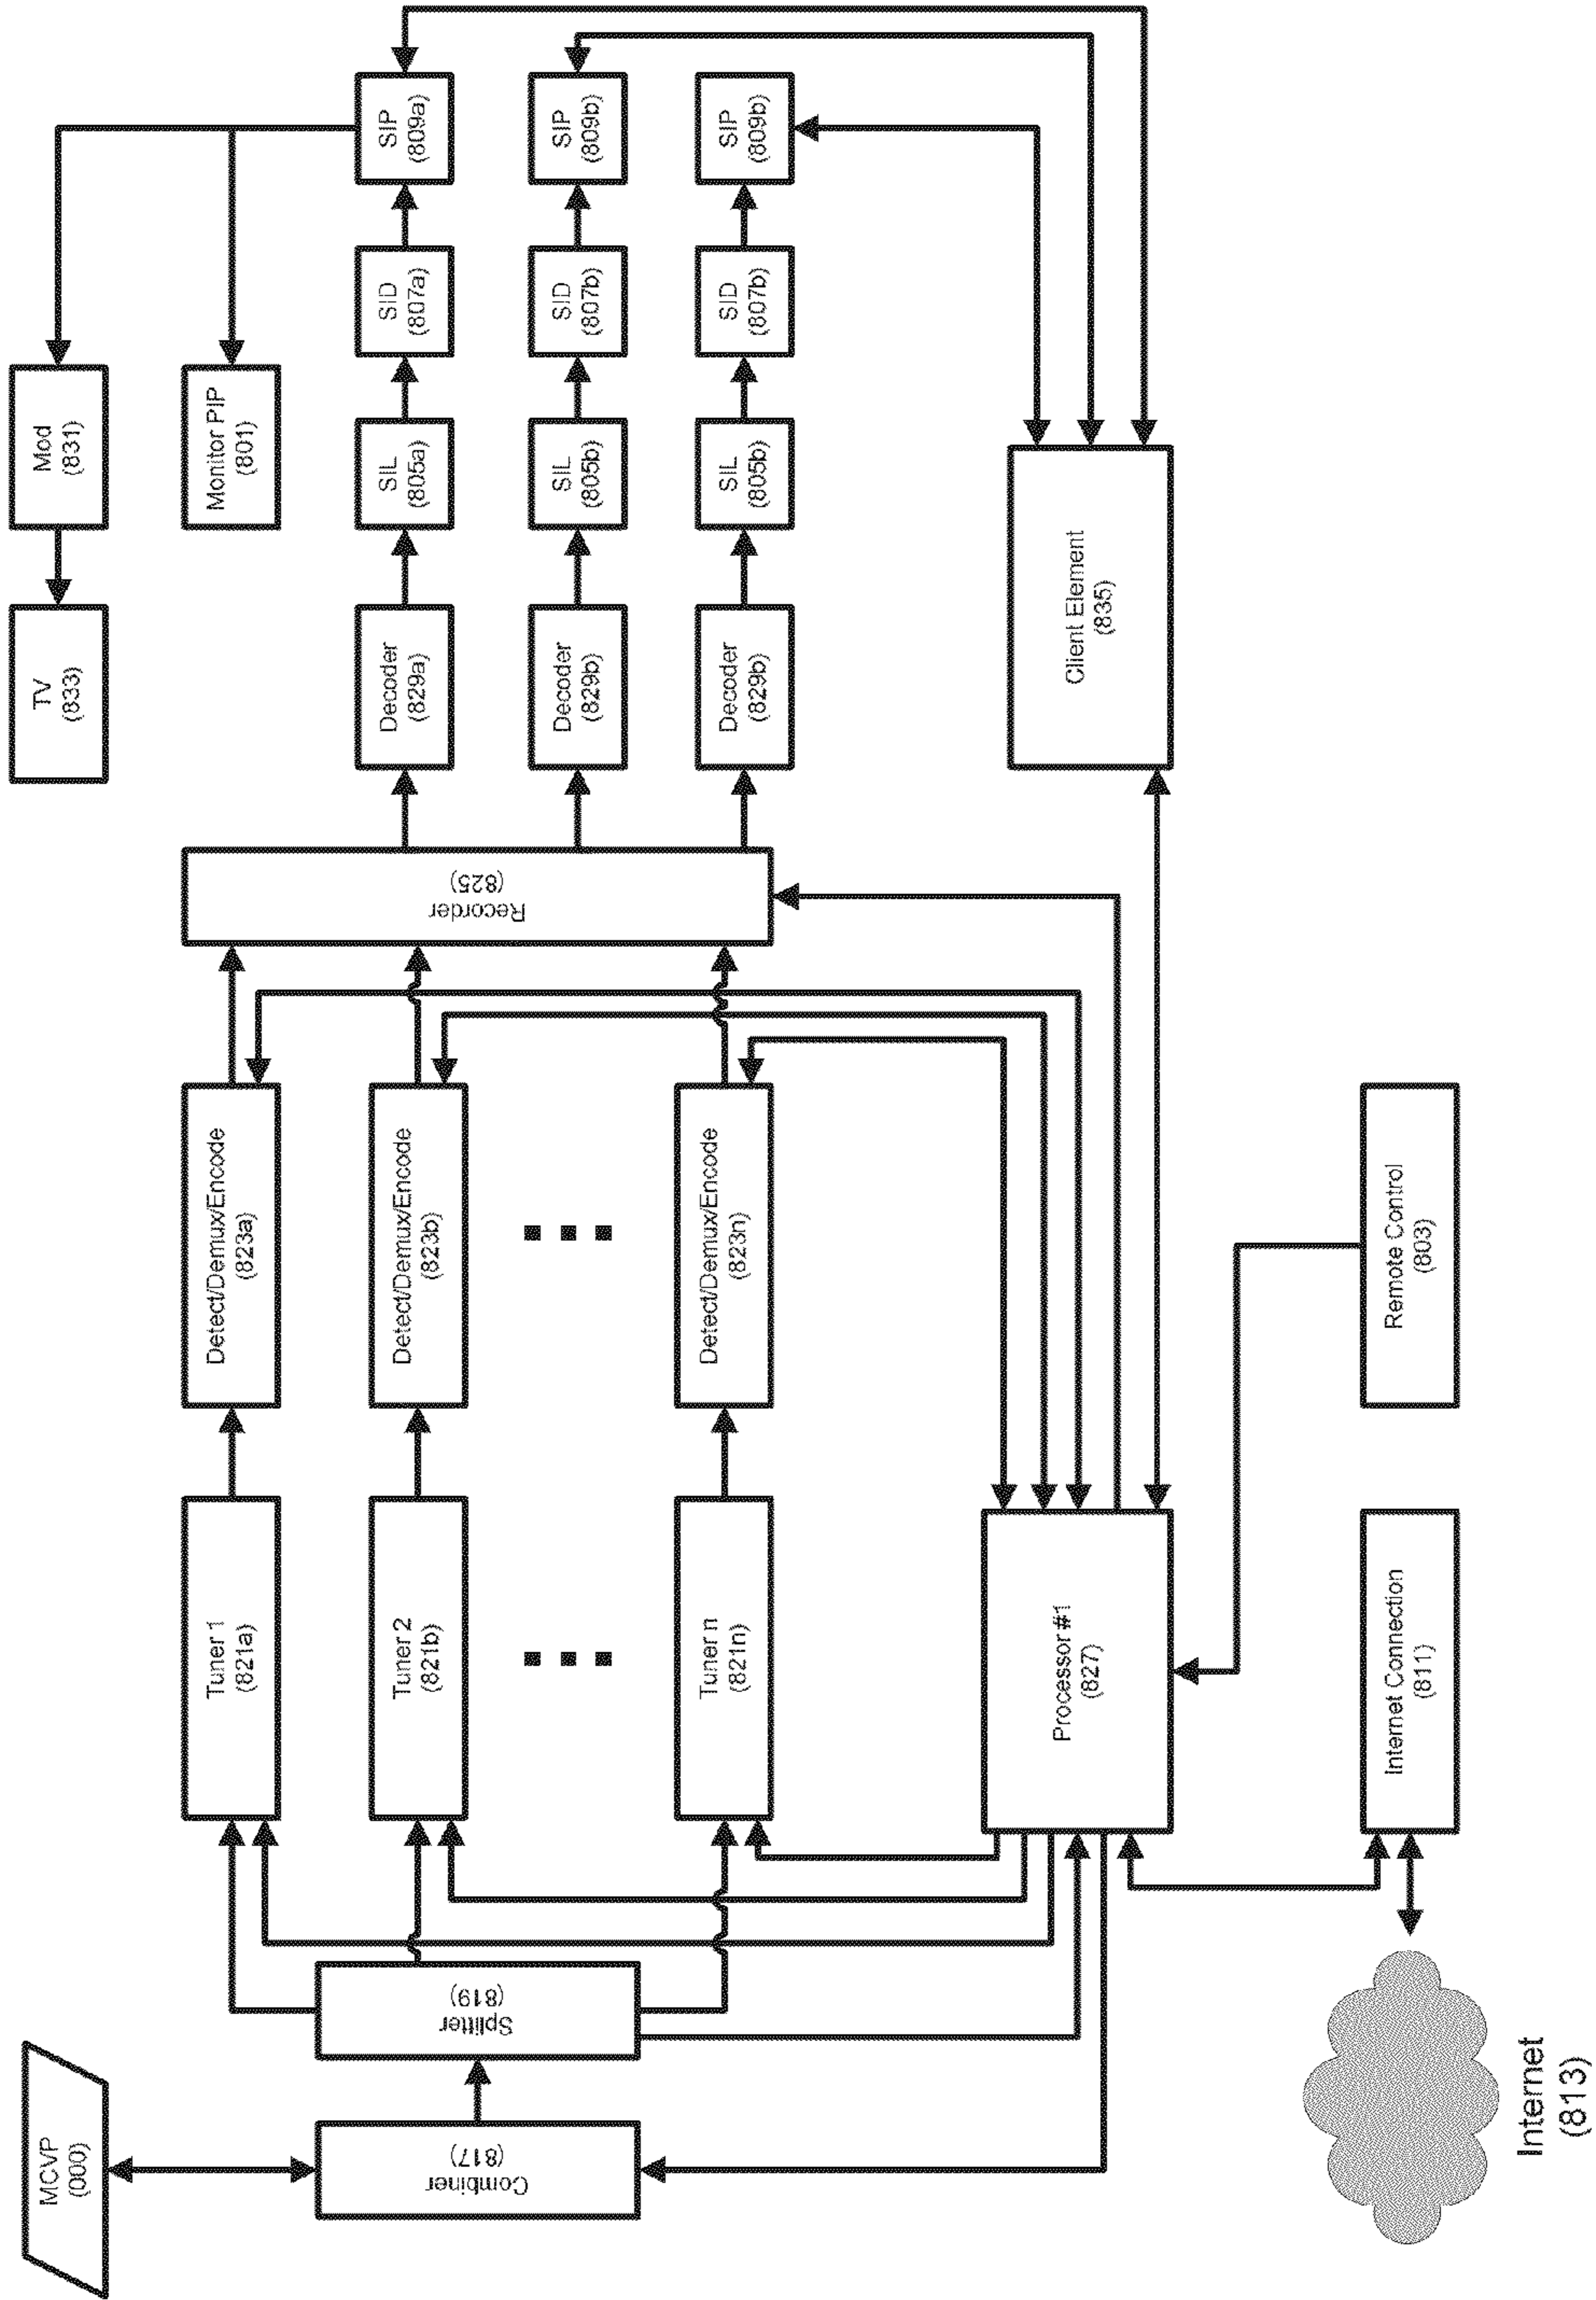 MCVP
(000)
Combiner
(817)
Splitter
(819)
Tuner 1
(821a)
Tuner 2
(821b)
Tuner n
(821n)
Detect/Demux/Encode
(823a)
Detect/Demux/Encode
(823b)
Detect/Demux/Encode
(823n)
Recorder
(825)
Decoder
(829a)
Decoder
(829b)
Decoder
(829b)
SIL
(805a)
SIL
(805b)
SIL
(805b)
SID
(807a)
SID
(807b)
SID
(807b)
SIP
(809a)
SIP
(809b)
SIP
(809b)
TV
(833)
Mod
(831)
Monitor PIP
(801)
Client Element
(835)
Processor #1
(827)
Remote Control
(803)
Internet Connection
(811)
Internet
(813)